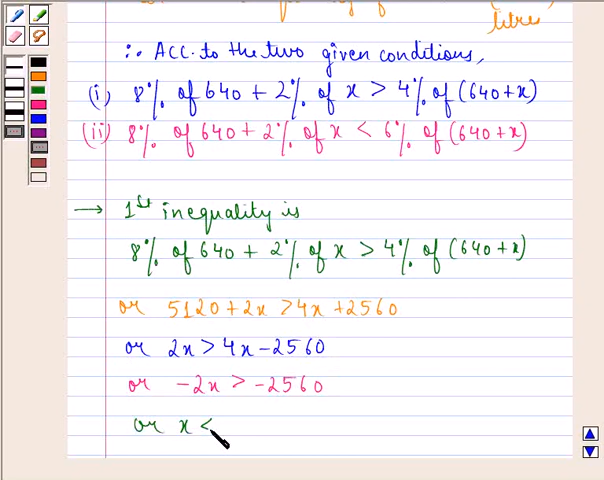 litres
∴ ACC. to the two given conditions,
(i) 8% of 640 + 2% of x > 4% of (640+x)
(ii) 8% of 640 + 2% of x < 6% of (640+x)
→ 1st inequality is
8% of 640 + 2% of x > 4% of (640+x)
or 5120 + 2x > 4x + 2560
or 2x > 4x - 2560
or -2x > -2560
or x <